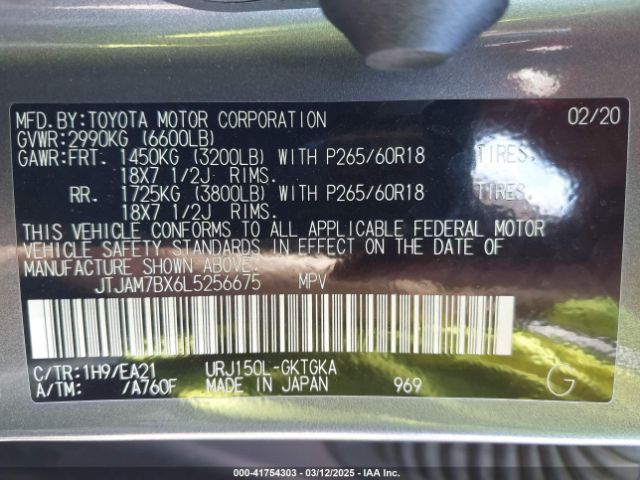 MFD.BY:TOYOTA MOTOR CORPORATION 02/20
GVWR:2990KG (6600LB)
GAWR:FRT. 1450KG (3200LB) WITH P265/60R18 TIRES,
18X7 1/2J RIMS.
RR. 1725KG (3800LB) WITH P265/60R18 TIRES,
18X7 1/2J RIMS.
THIS VEHICLE CONFORMS TO ALL APPLICABLE FEDERAL MOTOR
VEHICLE SAFETY STANDARDS IN EFFECT ON THE DATE OF
MANUFACTURE SHOWN ABOVE.
JTJAM7BX6L5256675 MPV
C/TR:1H9/EA21 URJ150L-GKTGKA
A/TM: /A760F MADE IN JAPAN 969 G
000-41754303 — 03/12/2025 — IAA Inc.